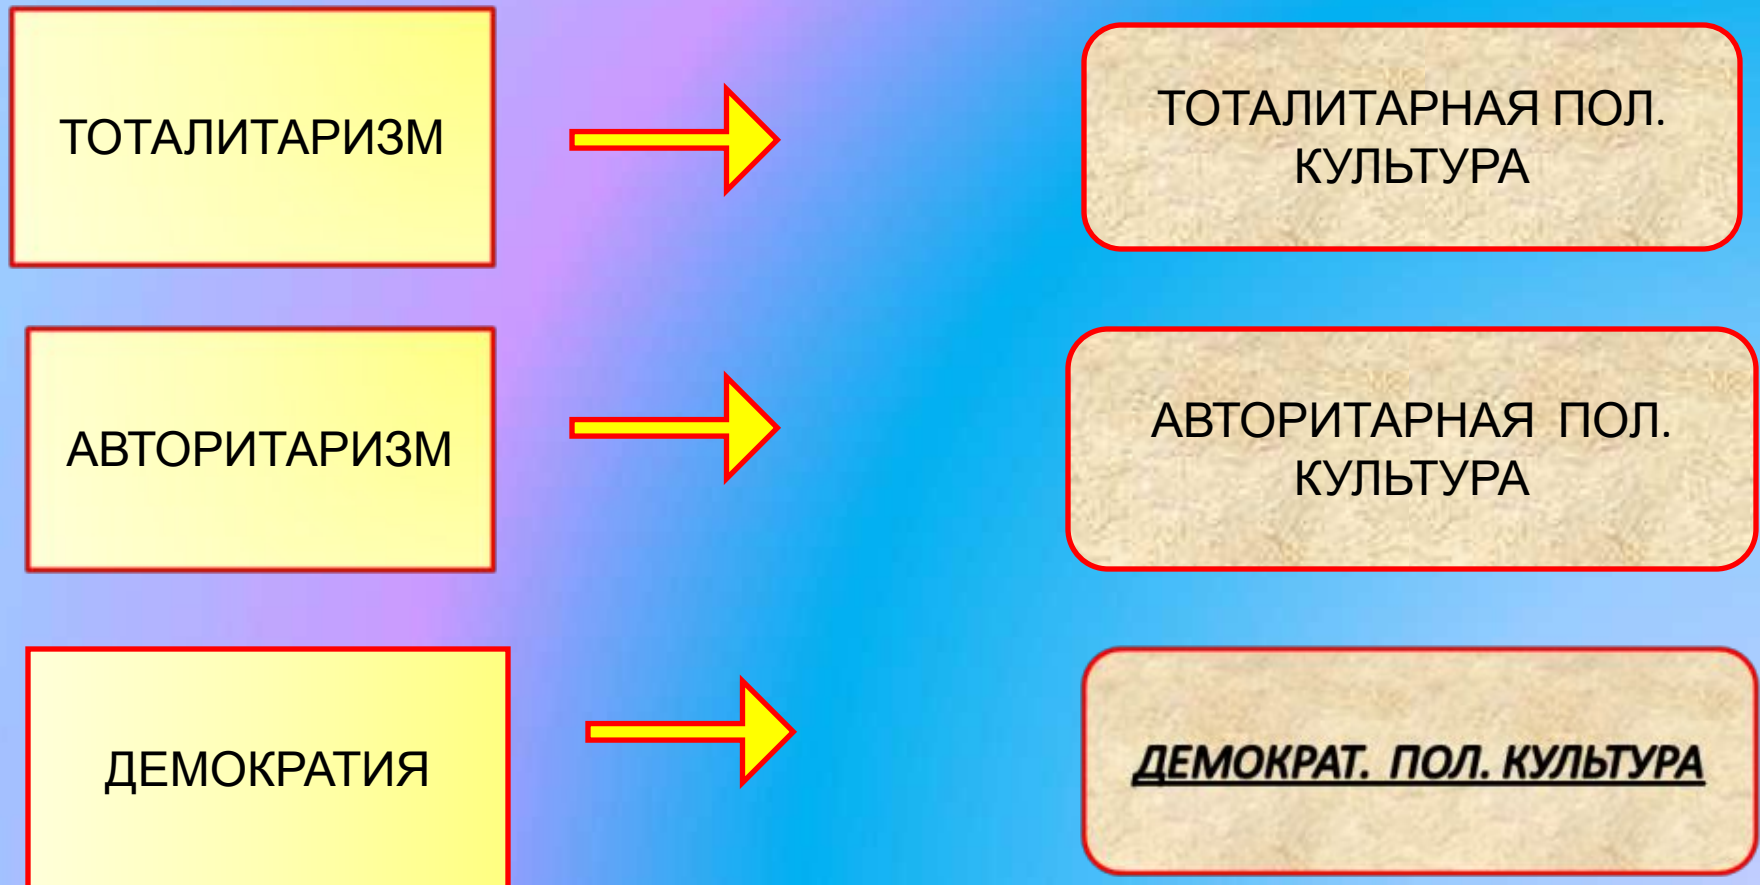 ТОТАЛИТАРИЗМ
ТОТАЛИТАРНАЯ ПОЛ.
КУЛЬТУРА
АВТОРИТАРИЗМ
АВТОРИТАРНАЯ ПОЛ.
КУЛЬТУРА
ДЕМОКРАТИЯ
ДЕМОКРАТ. ПОЛ. КУЛЬТУРА